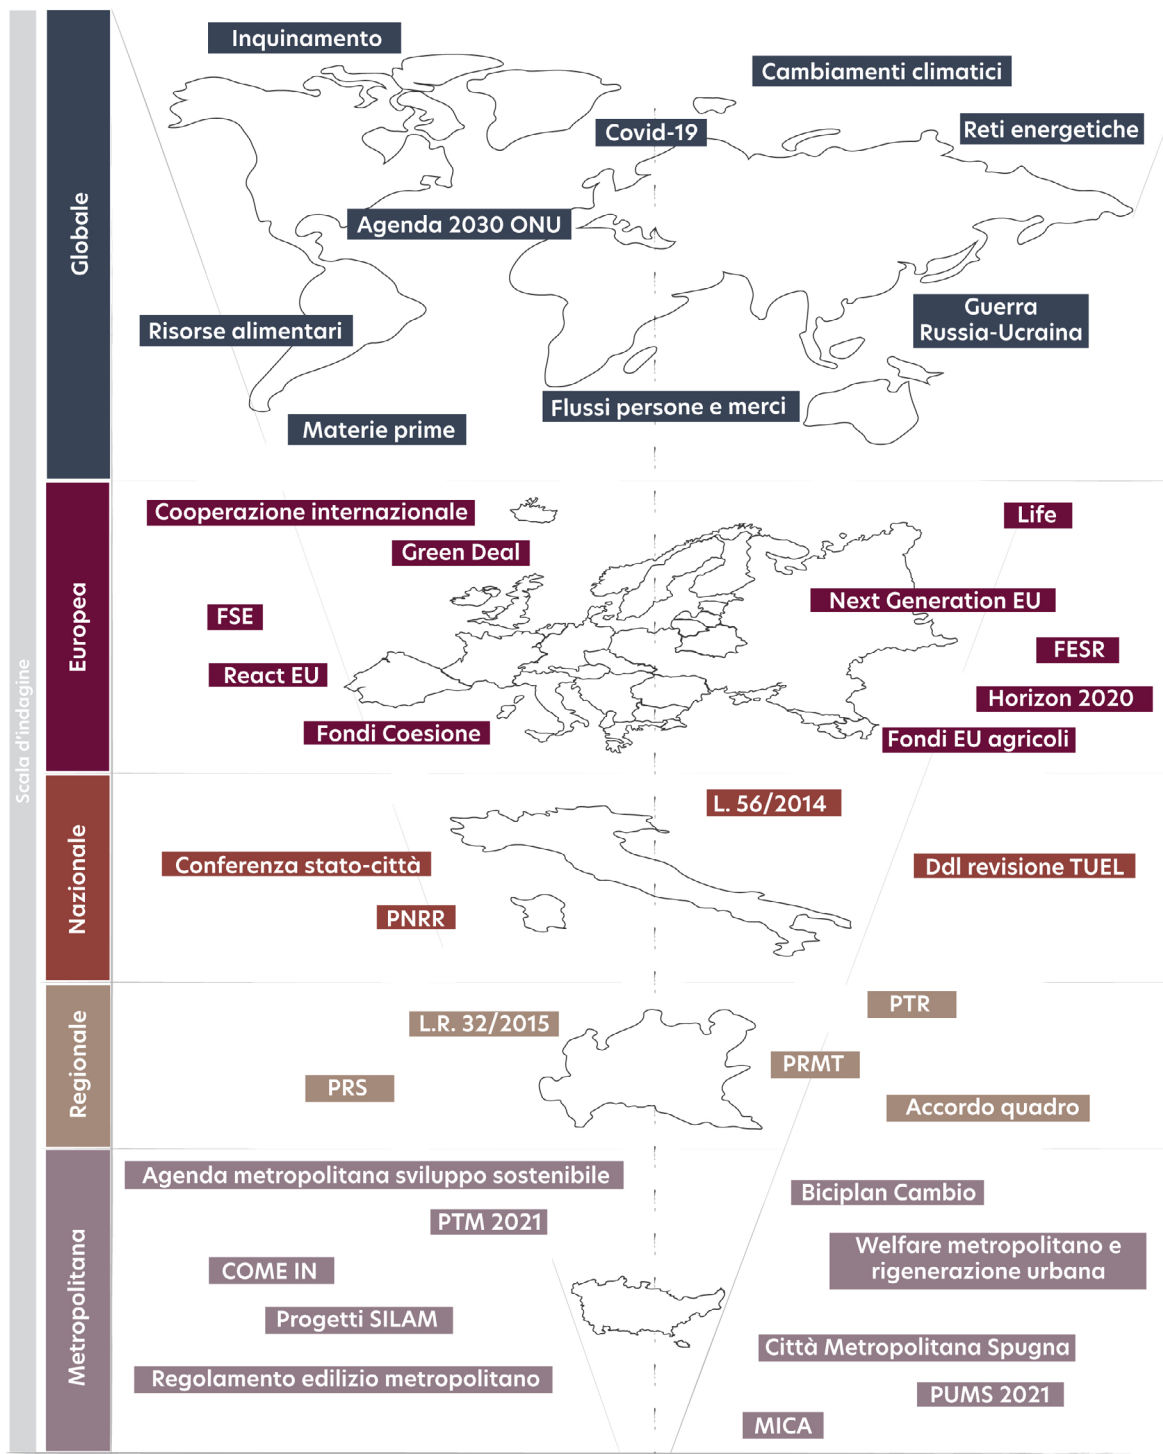 Scala d'indagine
Globale
Inquinamento
Cambiamenti climatici
Covid-19
Reti energetiche
Agenda 2030 ONU
Risorse alimentari
Guerra
Russia-Ucraina
Flussi persone e merci
Materie prime
Europea
Cooperazione internazionale
Life
Green Deal
Next Generation EU
FSE
FESR
React EU
Horizon 2020
Fondi Coesione
Fondi EU agricoli
Nazionale
L. 56/2014
Conferenza stato-città
Ddl revisione TUEL
PNRR
Regionale
PTR
L.R. 32/2015
PRMT
PRS
Accordo quadro
Metropolitana
Agenda metropolitana sviluppo sostenibile
Biciplan Cambio
PTM 2021
Welfare metropolitano e
rigenerazione urbana
COME IN
Progetti SILAM
Città Metropolitana Spugna
Regolamento edilizio metropolitano
PUMS 2021
MICA